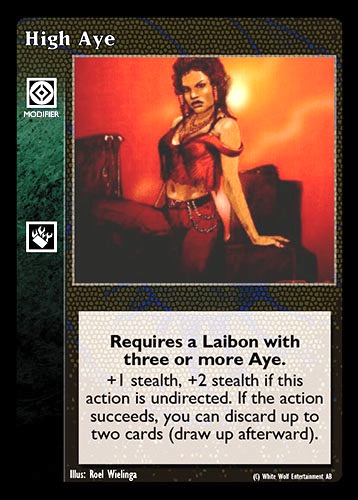 High Aye
MODIFIER
Requires a Laibon with
three or more Aye.
+1 stealth, +2 stealth if this
action is undirected. If the action
succeeds, you can discard up to
two cards (draw up afterward).
Illus: Roel Wielinga
(C) White Wolf Entertainment AB